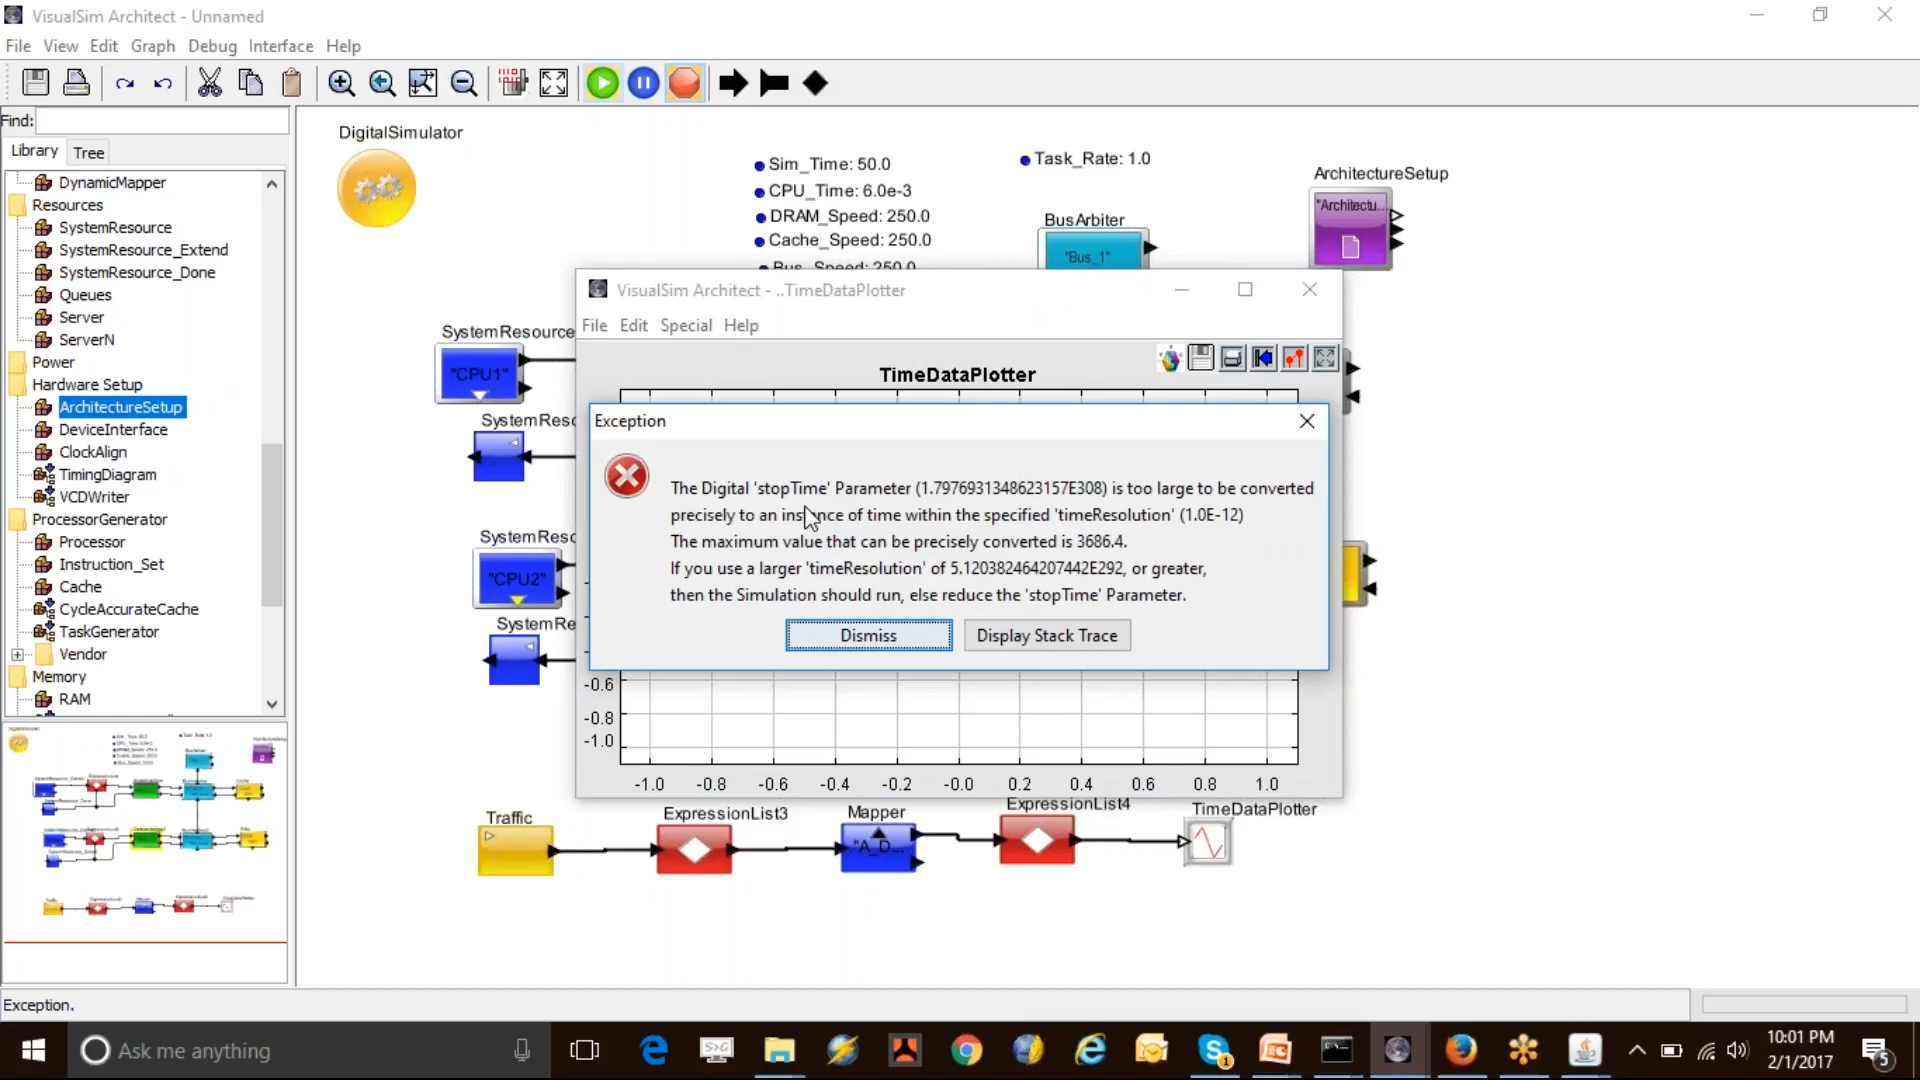 VisualSim Architect - Unnamed
File View Edit Graph Debug Interface Help
Find:
Library Tree
DynamicMapper
Resources
SystemResource
SystemResource_Extend
SystemResource_Done
Queues
Server
ServerN
Power
Hardware Setup
ArchitectureSetup
DeviceInterface
ClockAlign
TimingDiagram
VCDWriter
ProcessorGenerator
Processor
Instruction_Set
Cache
CycleAccurateCache
TaskGenerator
Vendor
Memory
RAM
DigitalSimulator
Sim_Time: 50.0
CPU_Time: 6.0e-3
DRAM_Speed: 250.0
Cache_Speed: 250.0
Bus_Speed: 250.0
Task_Rate: 1.0
BusArbiter
"Bus_1"
ArchitectureSetup
"Architectu...
SystemResource
"CPU1"
SystemResc
SystemResc
"CPU2"
SystemRe
VisualSim Architect - ..TimeDataPlotter
File Edit Special Help
TimeDataPlotter
Exception
The Digital 'stopTime' Parameter (1.7976931348623157E308) is too large to be converted
precisely to an instance of time within the specified 'timeResolution' (1.0E-12)
The maximum value that can be precisely converted is 3686.4.
If you use a larger 'timeResolution' of 5.120382464207442E292, or greater,
then the Simulation should run, else reduce the 'stopTime' Parameter.
Dismiss Display Stack Trace
-0.6
-0.8
-1.0
-1.0 -0.8 -0.6 -0.4 -0.2 -0.0 0.2 0.4 0.6 0.8 1.0
Traffic ExpressionList3 Mapper ExpressionList4 TimeDataPlotter
"A_D...
Exception.
Ask me anything
10:01 PM
2/1/2017
1
5